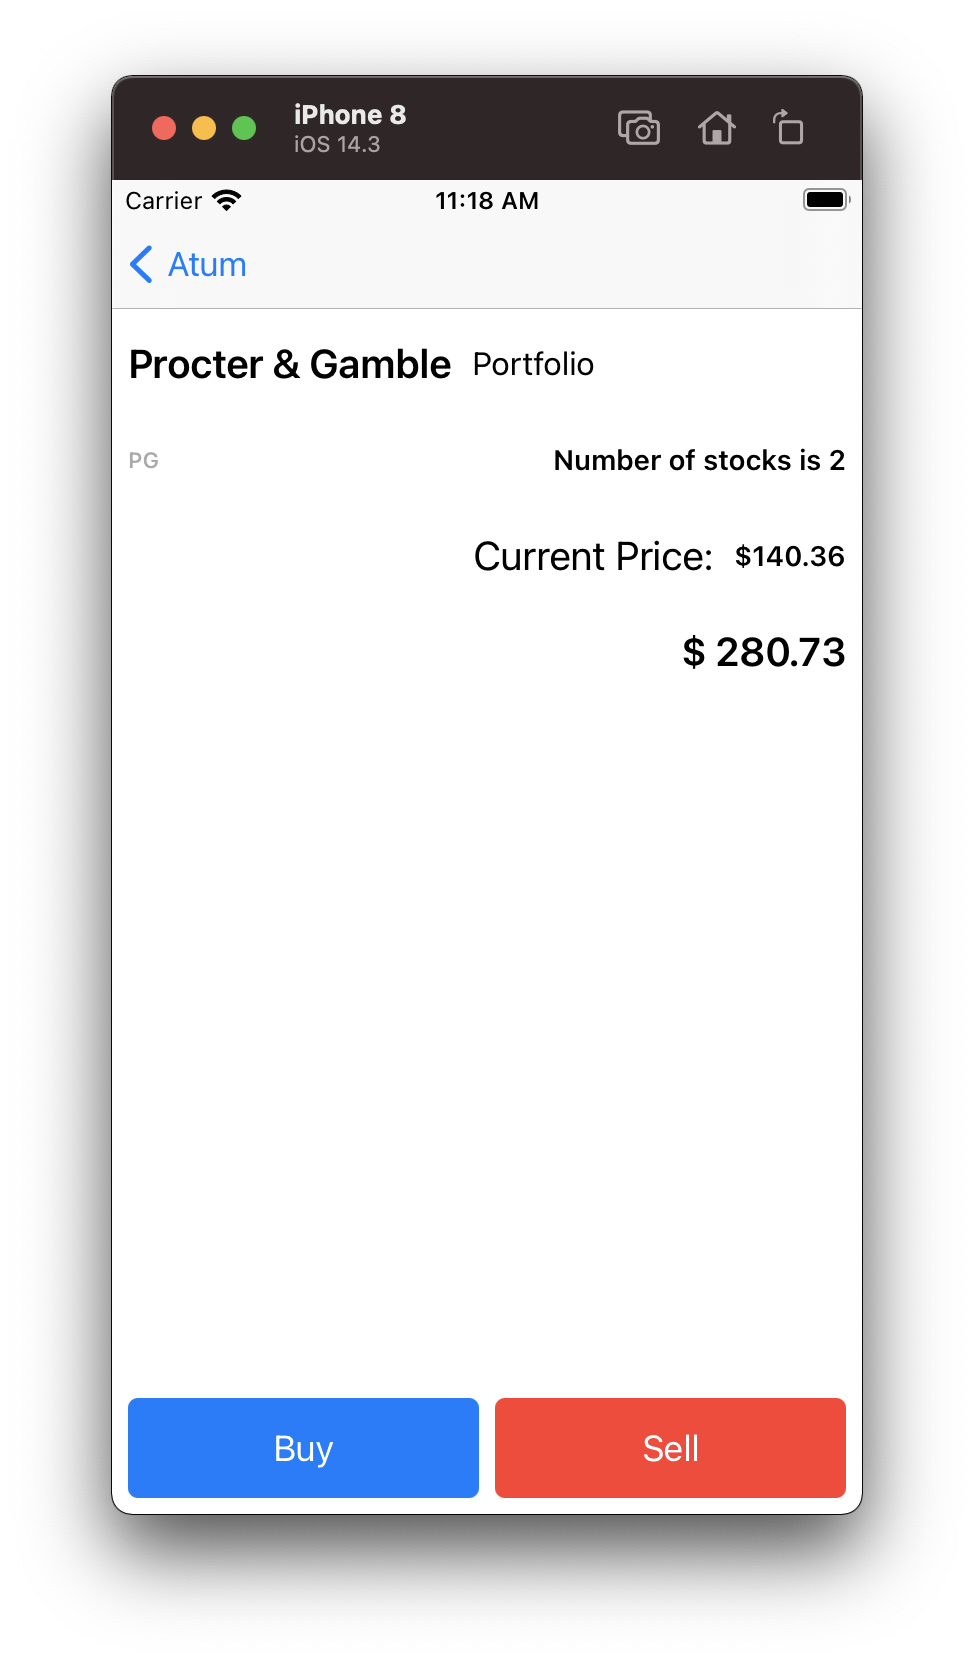 iPhone 8
iOS 14.3
Carrier 11:18 AM
Atum
Procter & Gamble Portfolio
PG Number of stocks is 2
Current Price: $140.36
$ 280.73
Buy Sell